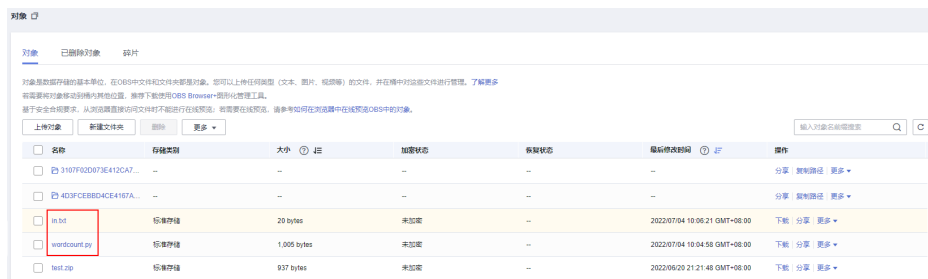 对象
对象 已删除对象 碎片
对象是数据存储的基本单位，在OBS中文件和文件夹都是对象。您可以上传任何类型（文本、图片、视频等）的文件，并在桶中对这些文件进行管理。了解更多
若需要将对象移动到桶内其他位置，推荐下载使用OBS Browser+图形化管理工具。
基于安全合规要求，从浏览器直接访问文件时不能进行在线预览；若需要在线预览，请参考如何在浏览器中在线预览OBS中的对象。
上传对象 新建文件夹 删除 更多 输入对象名前缀搜索
名称 存储类别 大小 加密状态 恢复状态 最后修改时间 操作
3107F02D073E412CA7... -- -- -- -- -- 分享 复制路径 更多
4D3FCEBBD4CE4167A... -- -- -- -- -- 分享 复制路径 更多
in.txt 标准存储 20 bytes 未加密 -- 2022/07/04 10:06:21 GMT+08:00 下载 分享 更多
wordcount.py 标准存储 1,005 bytes 未加密 -- 2022/07/04 10:04:58 GMT+08:00 下载 分享 更多
test.zip 标准存储 937 bytes 未加密 -- 2022/06/20 21:21:48 GMT+08:00 下载 分享 更多